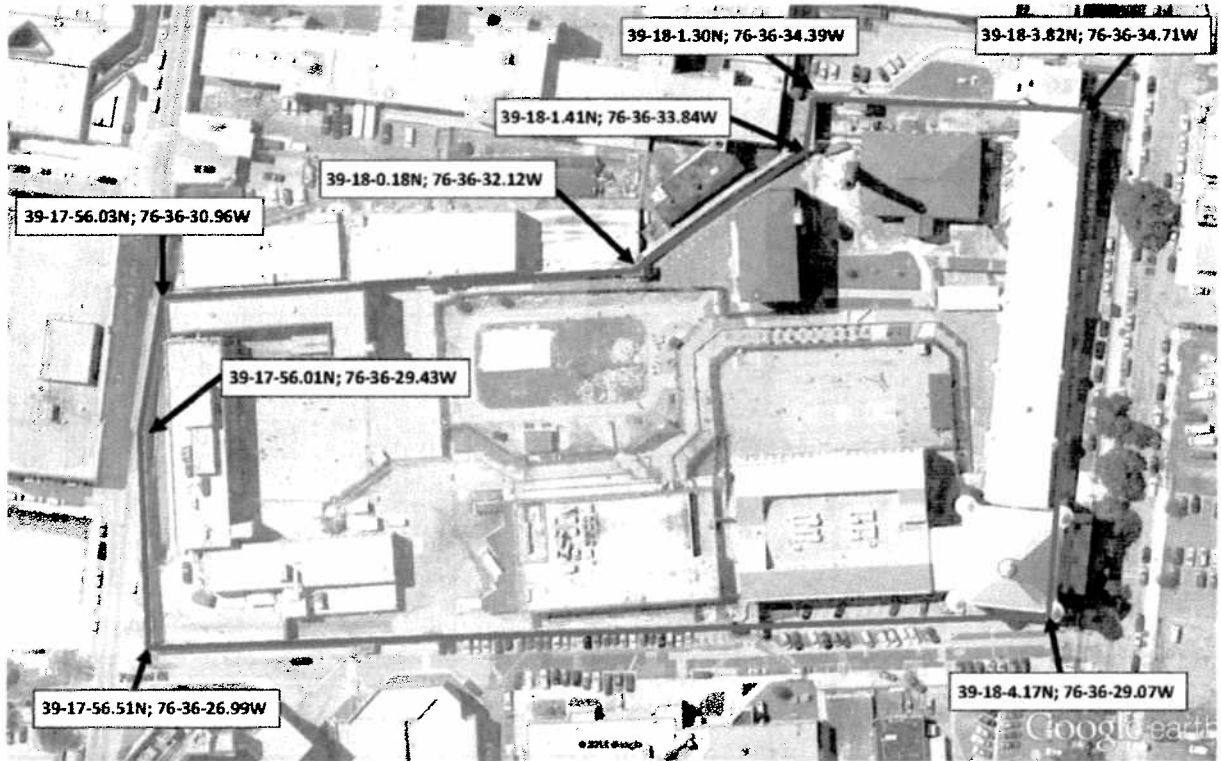 39-18-1.30N; 76-36-34.39W
39-18-3.82N; 76-36-34.71W
39-18-1.41N; 76-36-33.84W
39-18-0.18N; 76-36-32.12W
39-17-56.03N; 76-36-30.96W
39-17-56.01N; 76-36-29.43W
39-18-4.17N; 76-36-29.07W
39-17-56.51N; 76-36-26.99W
Google earth